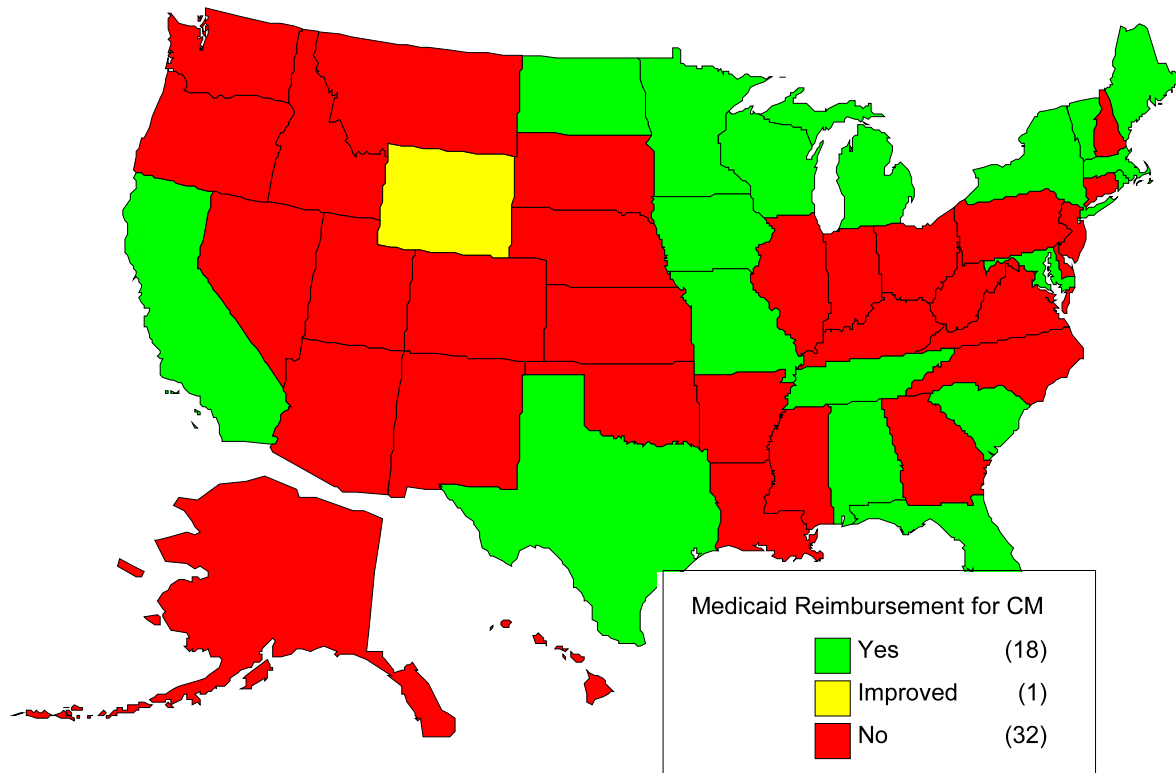 Medicaid Reimbursement for CM
Yes (18)
Improved (1)
No (32)